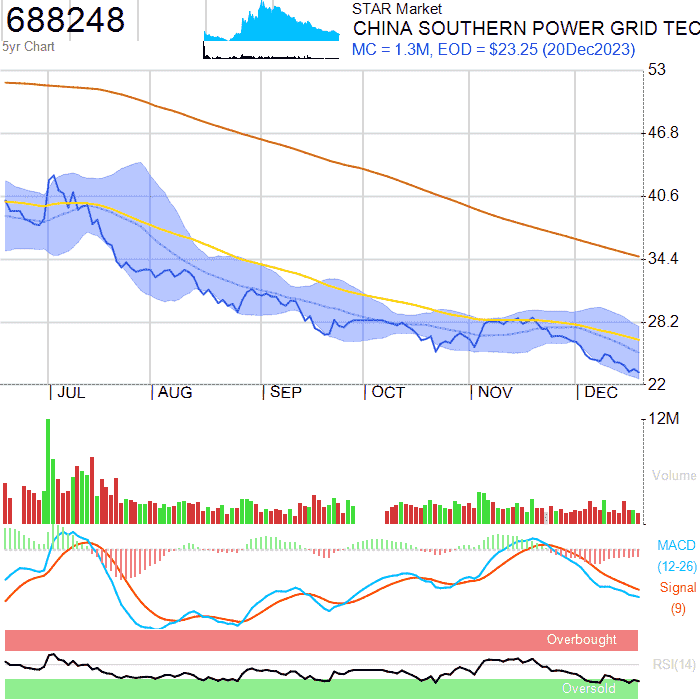 688248
5yr Chart
STAR Market
CHINA SOUTHERN POWER GRID TEC
MC = 1.3M, EOD = $23.25 (20Dec2023)
53
46.8
40.6
34.4
28.2
22
JUL
AUG
SEP
OCT
NOV
DEC
12M
Volume
MACD
(12-26)
Signal
(9)
Overbought
RSI(14)
Oversold